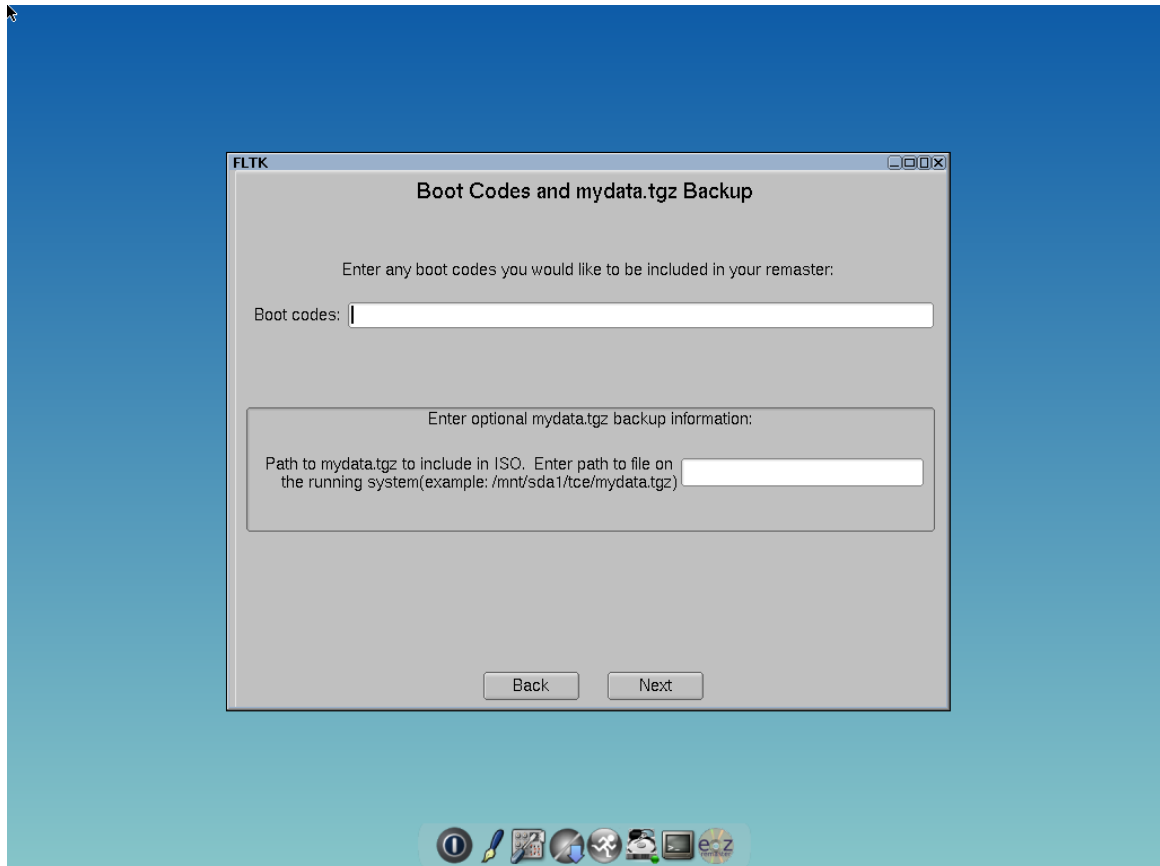 FLTK
Boot Codes and mydata.tgz Backup
Enter any boot codes you would like to be included in your remaster:
Boot codes:
Enter optional mydata.tgz backup information:
Path to mydata.tgz to include in ISO. Enter path to file on
the running system(example: /mnt/sda1/tce/mydata.tgz)
Back
Next